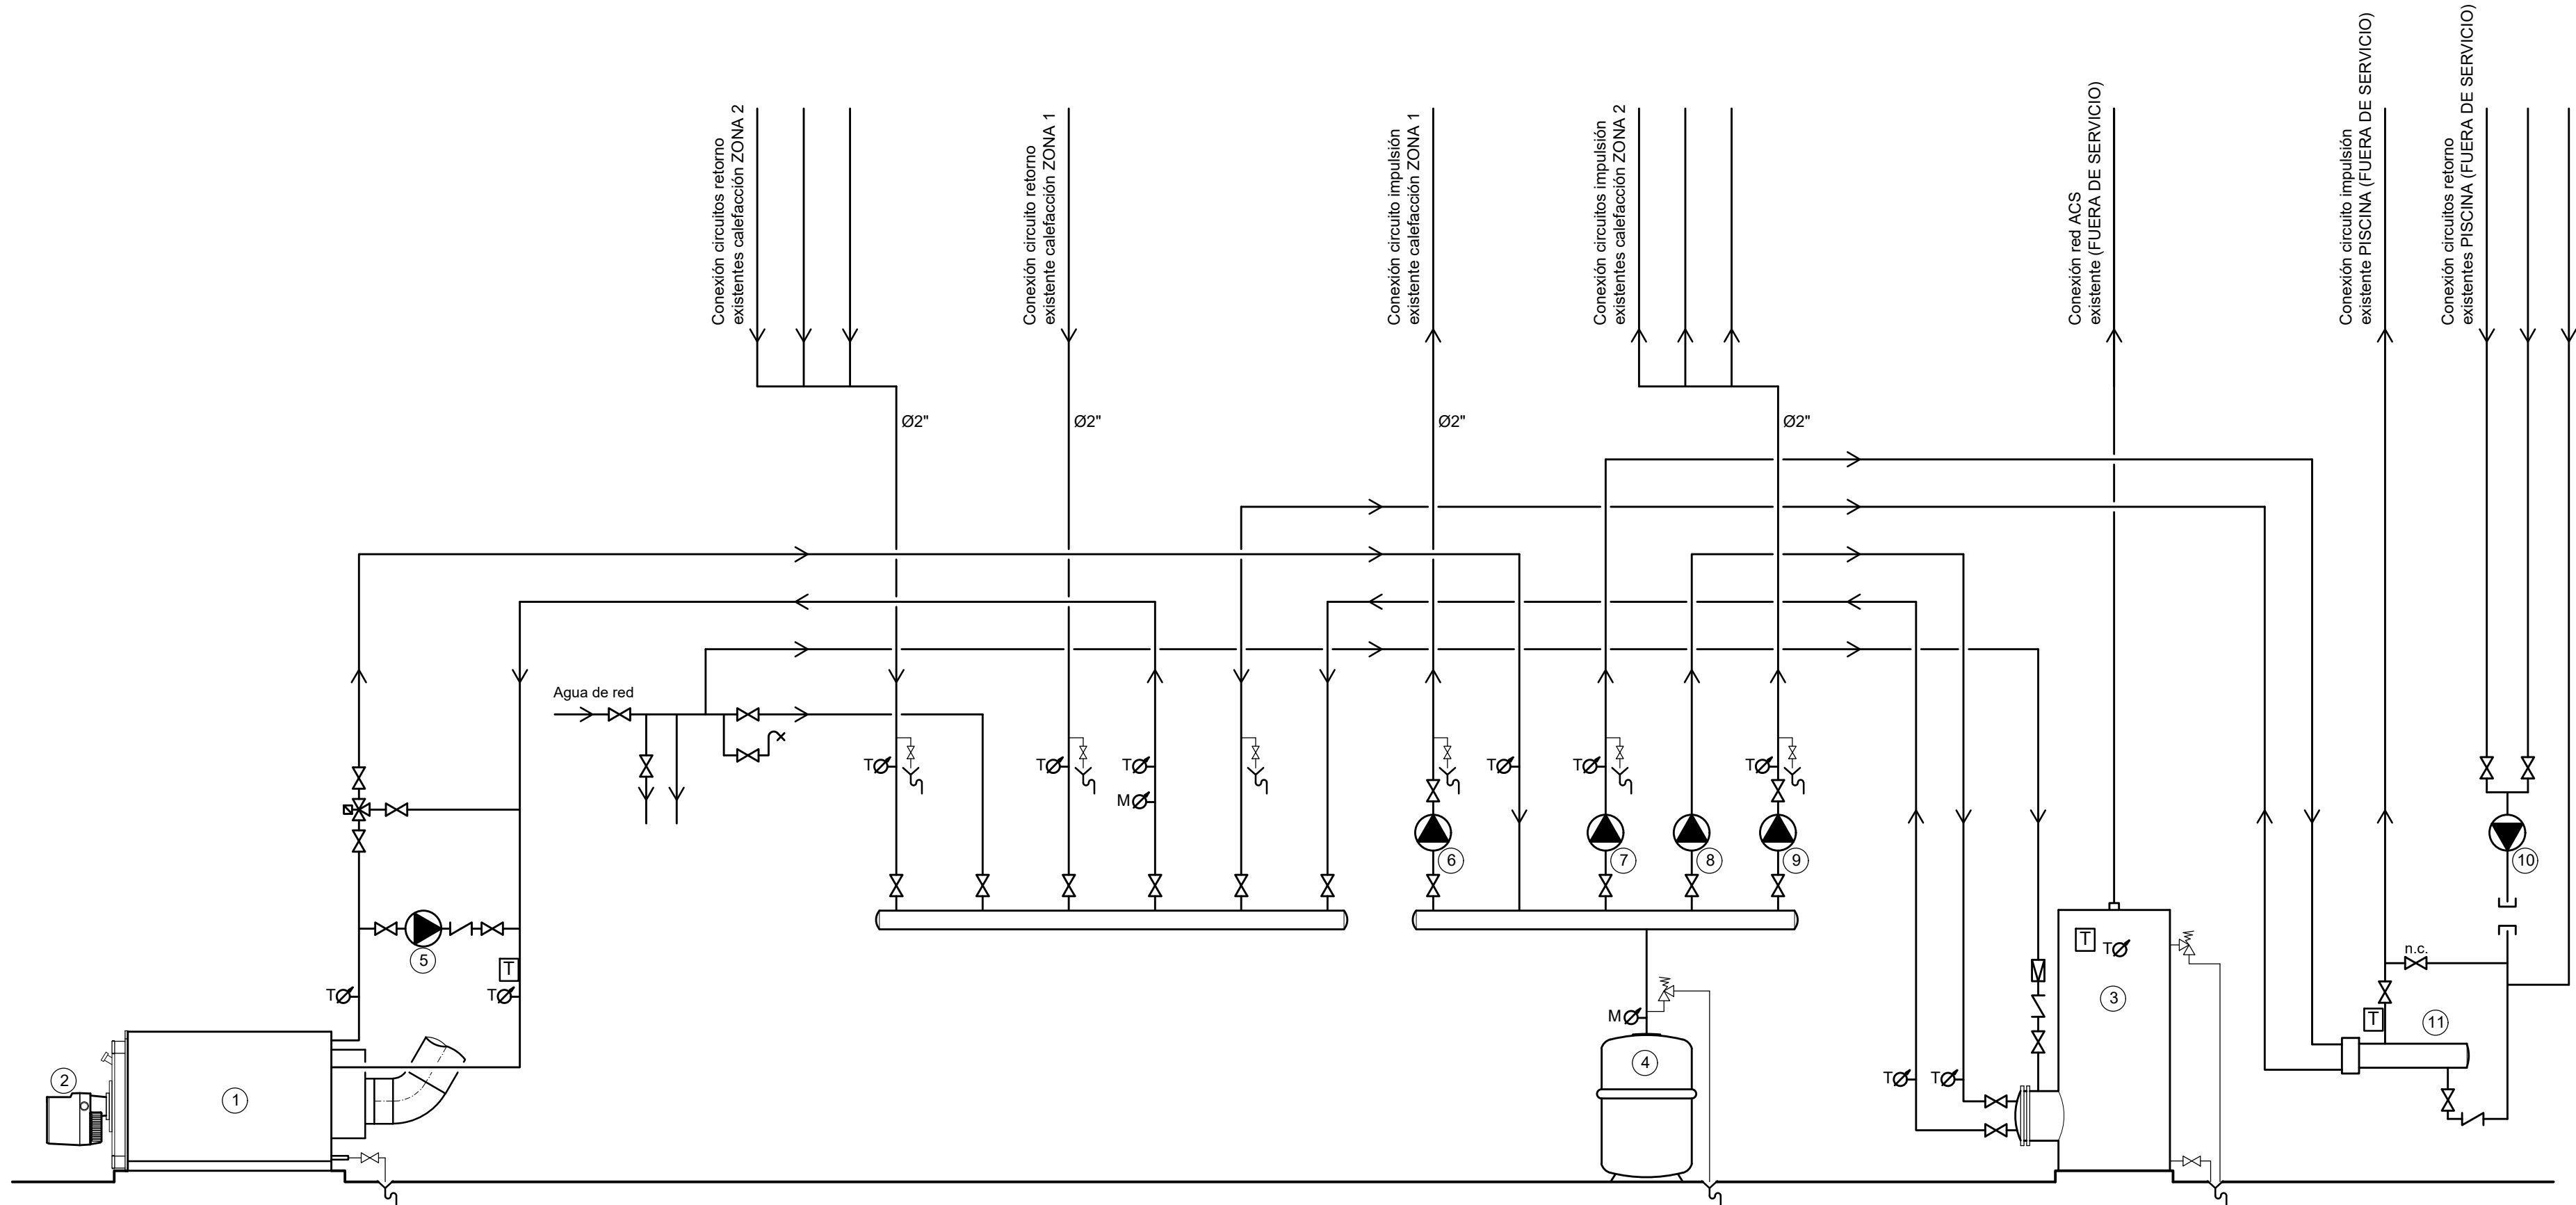 Conexión circuitos retorno
existentes calefacción ZONA 2
Conexión circuito retorno
existente calefacción ZONA 1
Conexión circuito impulsión
existente calefacción ZONA 1
Conexión circuitos impulsión
existentes calefacción ZONA 2
Conexión red ACS
existente (FUERA DE SERVICIO)
Conexión circuito impulsión
existente PISCINA (FUERA DE SERVICIO)
Conexión circuitos retorno
existentes PISCINA (FUERA DE SERVICIO)
Ø2"
Ø2"
Ø2"
Ø2"
Agua de red
T
T
T
T
T
T
M
6
7
8
9
10
5
T
T
T
T
T
n.c.
3
M
T
11
4
2
1
T
T